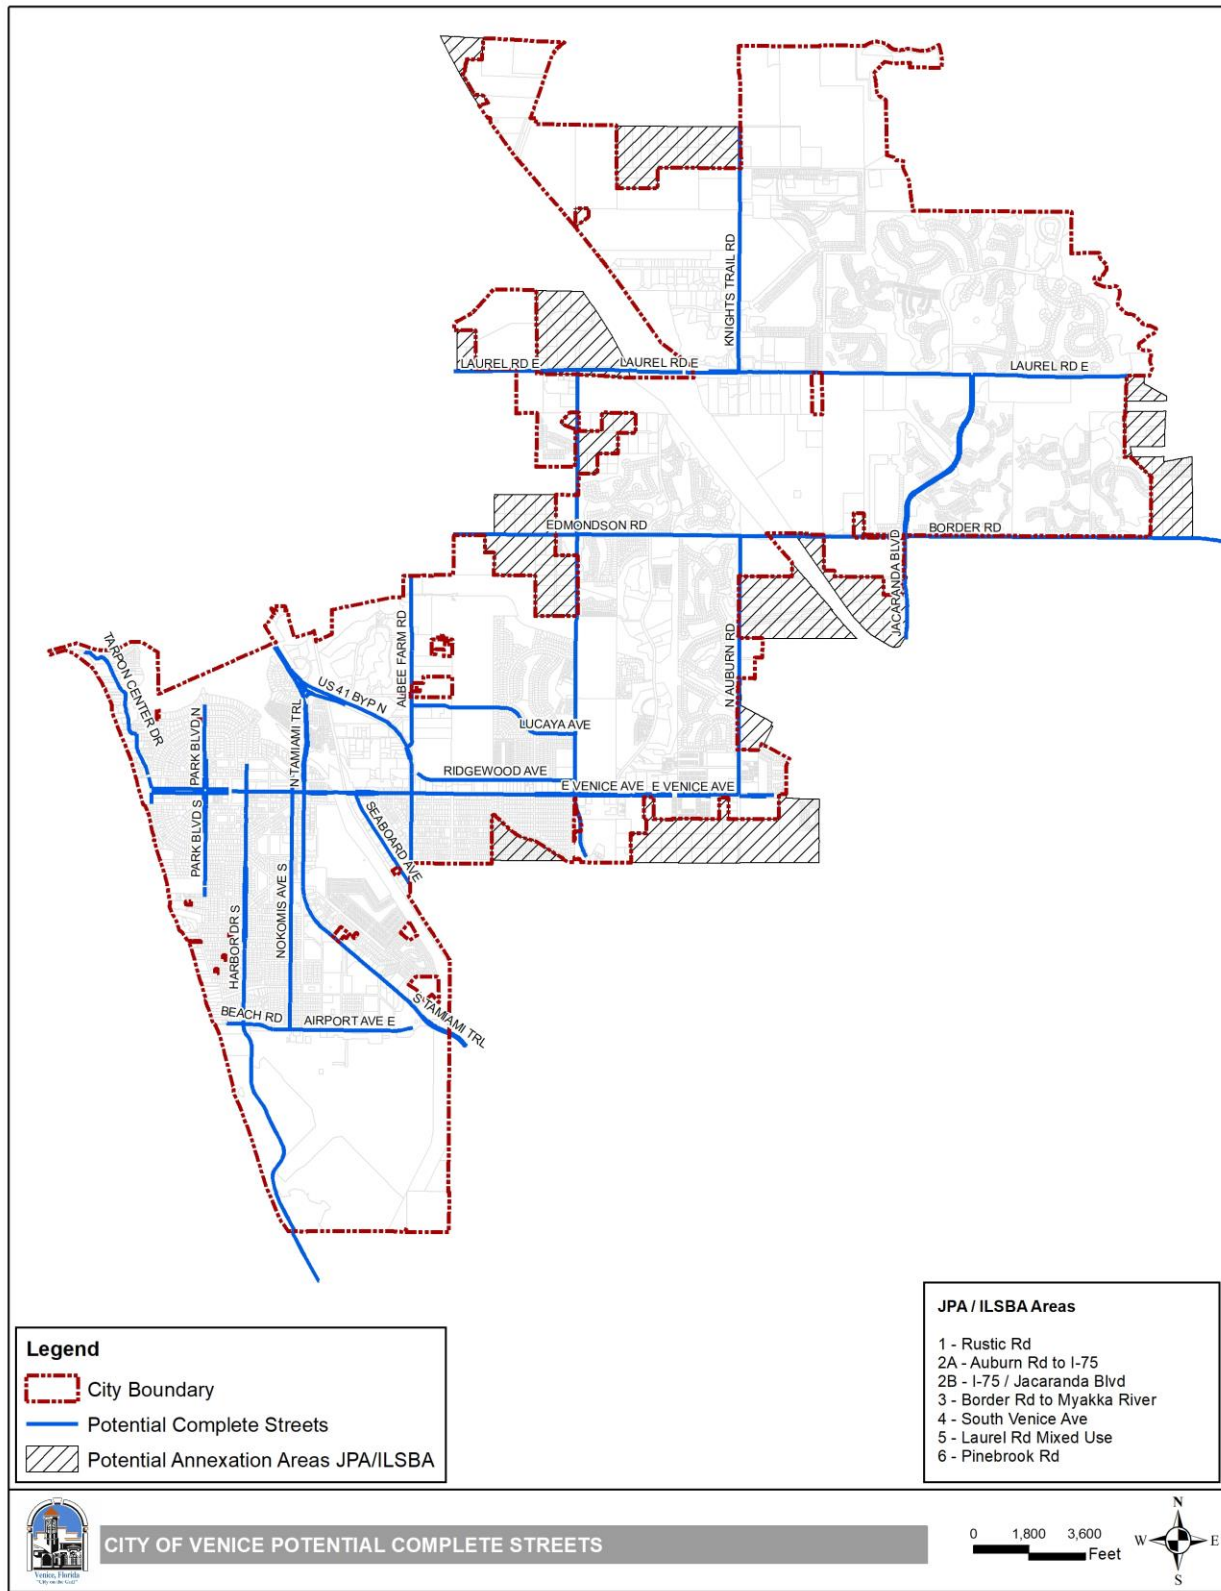 KNIGHTS TRAIL RD
LAUREL RD E
LAUREL RD E
LAUREL RD E
EDMONDSON RD
BORDER RD
JACARANDA BLVD
N AUBURN RD
ALBEE FARM RD
TARPON CENTER DR
US 41 BYP N
N TAMIAMI TRL
PARK BLVD N
LUCAYA AVE
RIDGEWOOD AVE
E VENICE AVE
E VENICE AVE
PARK BLVD S
SEABOARD AVE
HARBOR DR S
NOKOMIS AVE S
BEACH RD
AIRPORT AVE E
S TAMIAMI TRL
Legend
City Boundary
Potential Complete Streets
Potential Annexation Areas JPA/ILSBA
JPA / ILSBA Areas
1 - Rustic Rd
2A - Auburn Rd to I-75
2B - I-75 / Jacaranda Blvd
3 - Border Rd to Myakka River
4 - South Venice Ave
5 - Laurel Rd Mixed Use
6 - Pinebrook Rd
Venice, Florida
"City on the Gulf"
CITY OF VENICE POTENTIAL COMPLETE STREETS
0 1,800 3,600
Feet
N
W E
S